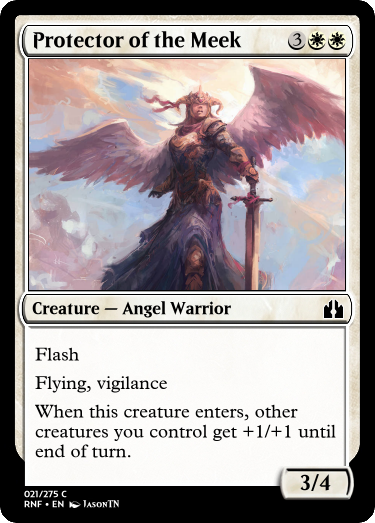 Protector of the Meek 3
Creature — Angel Warrior
Flash
Flying, vigilance
When this creature enters, other
creatures you control get +1/+1 until
end of turn.
3/4
021/275 C
RNF • EN JASONTN